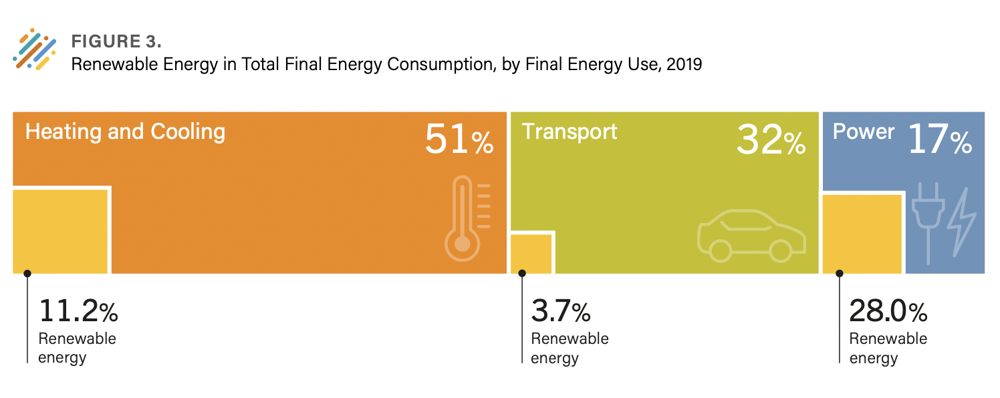 FIGURE 3.
Renewable Energy in Total Final Energy Consumption, by Final Energy Use, 2019
Heating and Cooling 51%
Transport 32%
Power 17%
11.2%
Renewable
energy
3.7%
Renewable
energy
28.0%
Renewable
energy